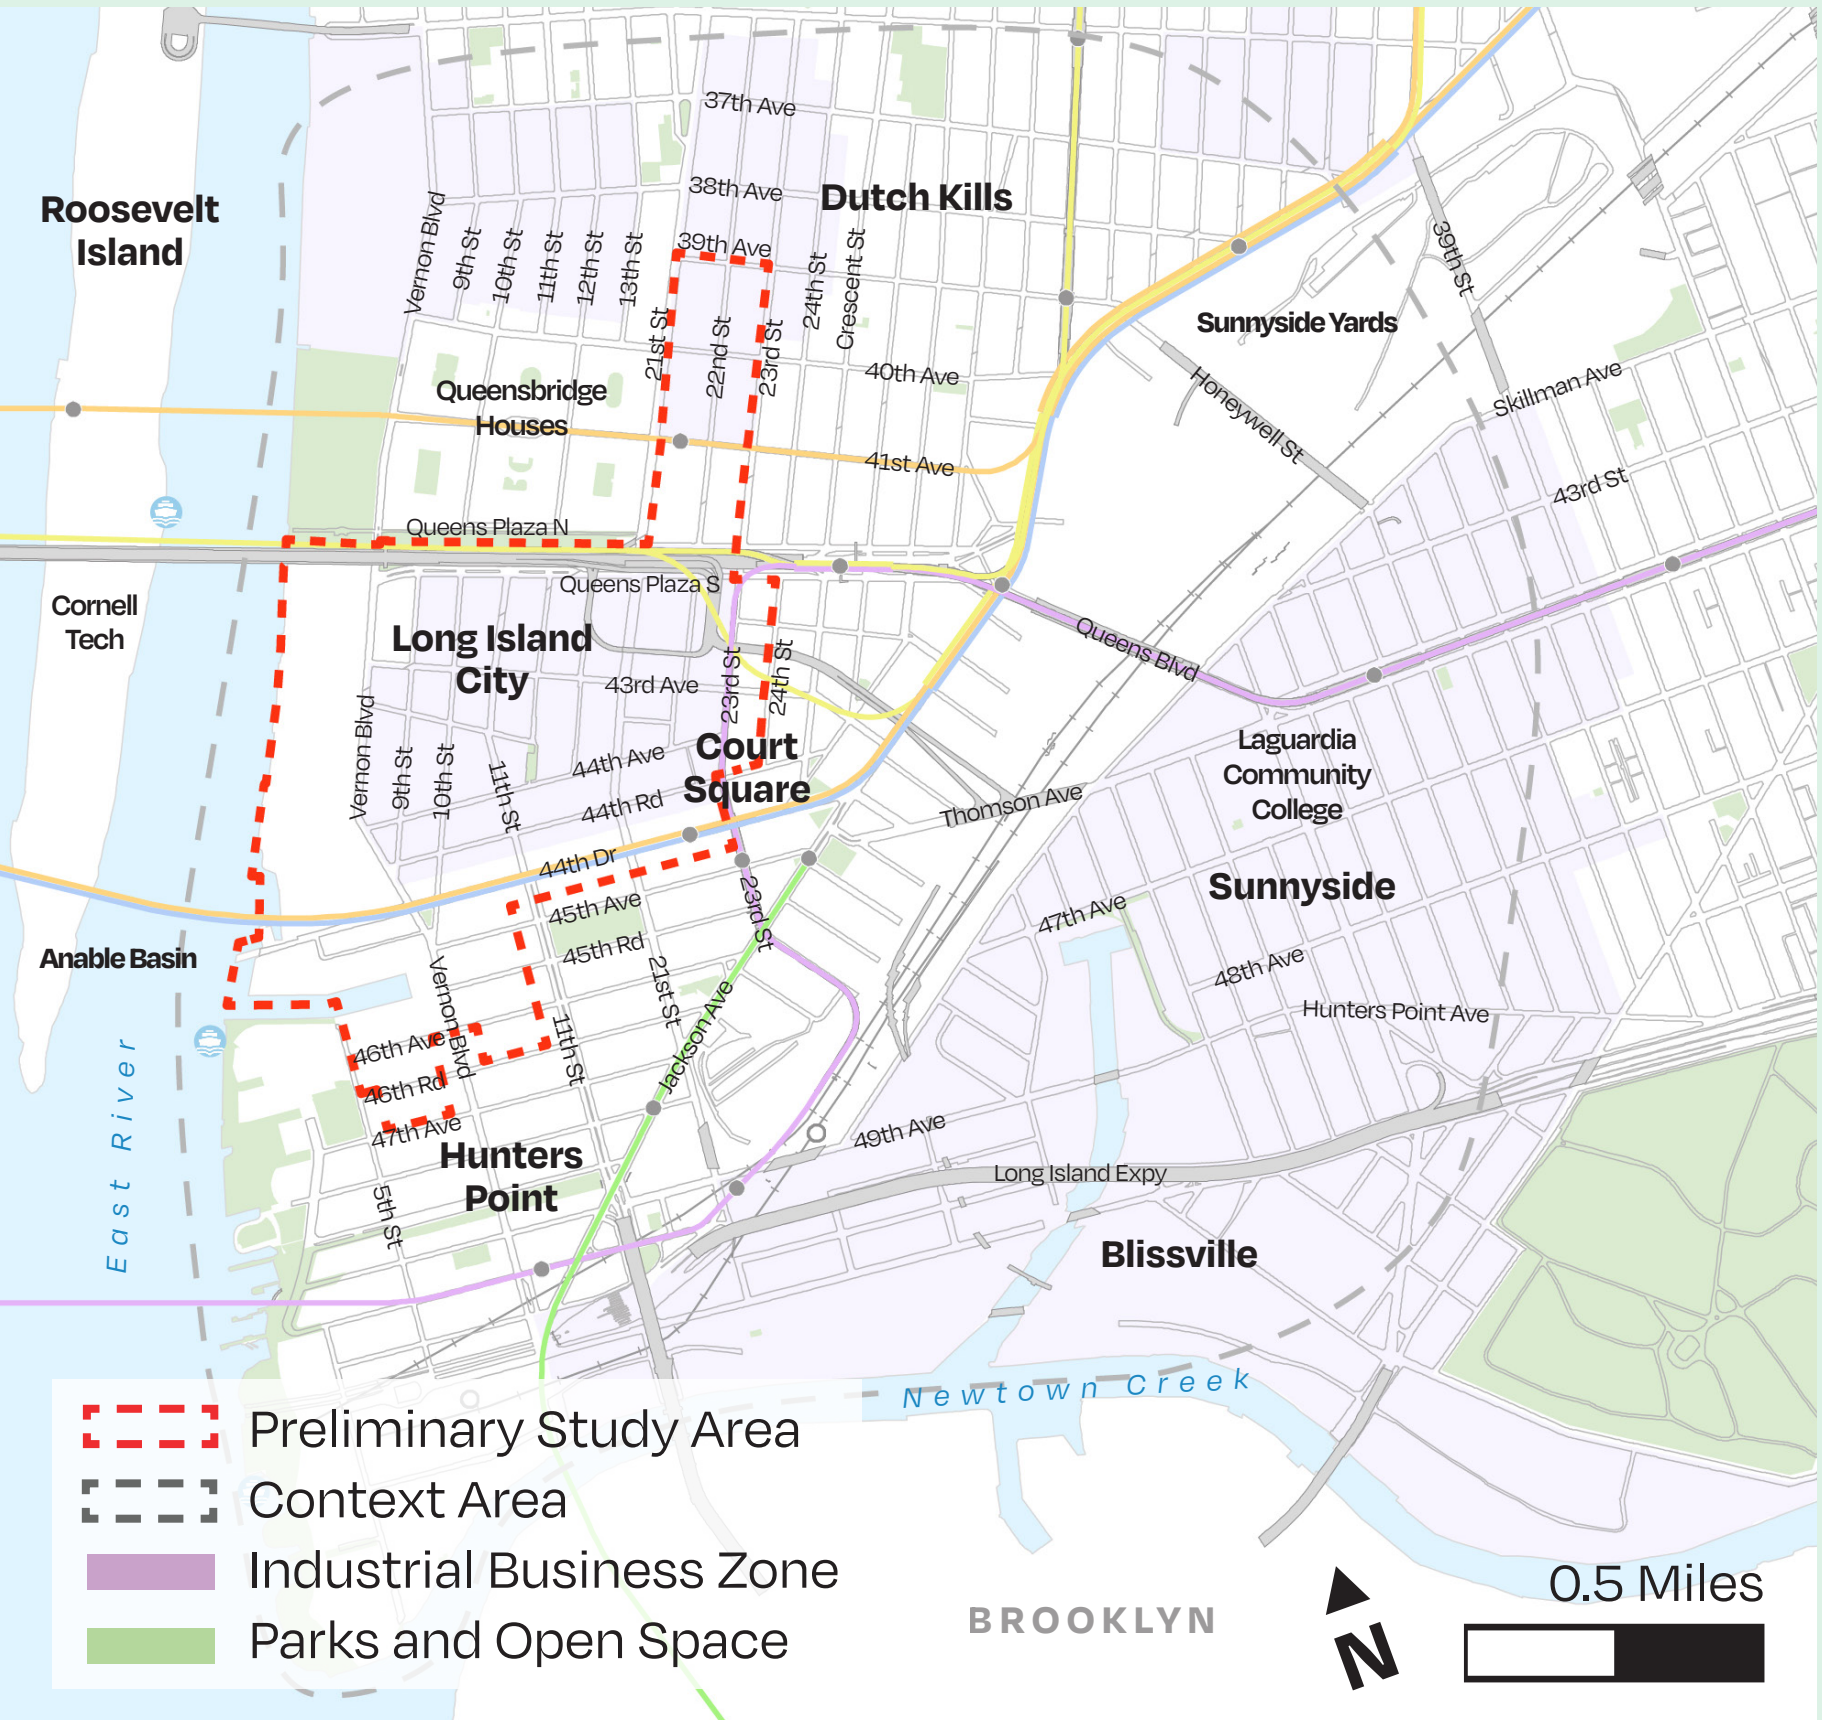 37th Ave
38th Ave
Dutch Kills
Roosevelt
Island
39th Ave
Vernon Blvd
9th St
10th St
11th St
12th St
13th St
21st St
22nd St
23rd St
24th St
Crescent St
39th St
Sunnyside Yards
40th Ave
Honeywell St
Skillman Ave
Queensbridge
Houses
41st Ave
43rd St
Queens Plaza N
Queens Plaza S
Cornell
Tech
Long Island
City
43rd Ave
23rd St
24th St
Queens Blvd
Vernon Blvd
9th St
10th St
11th St
44th Ave
Court
Square
44th Rd
Thomson Ave
Laguardia
Community
College
44th Dr
Sunnyside
45th Ave
23rd St
47th Ave
Anable Basin
45th Rd
48th Ave
Vernon Blvd
21st St
Jackson Ave
Hunters Point Ave
46th Ave
11th St
46th Rd
47th Ave
49th Ave
East River
Hunters
Point
Long Island Expy
5th St
Blissville
Newtown Creek
Preliminary Study Area
Context Area
Industrial Business Zone
Parks and Open Space
BROOKLYN
N
0.5 Miles